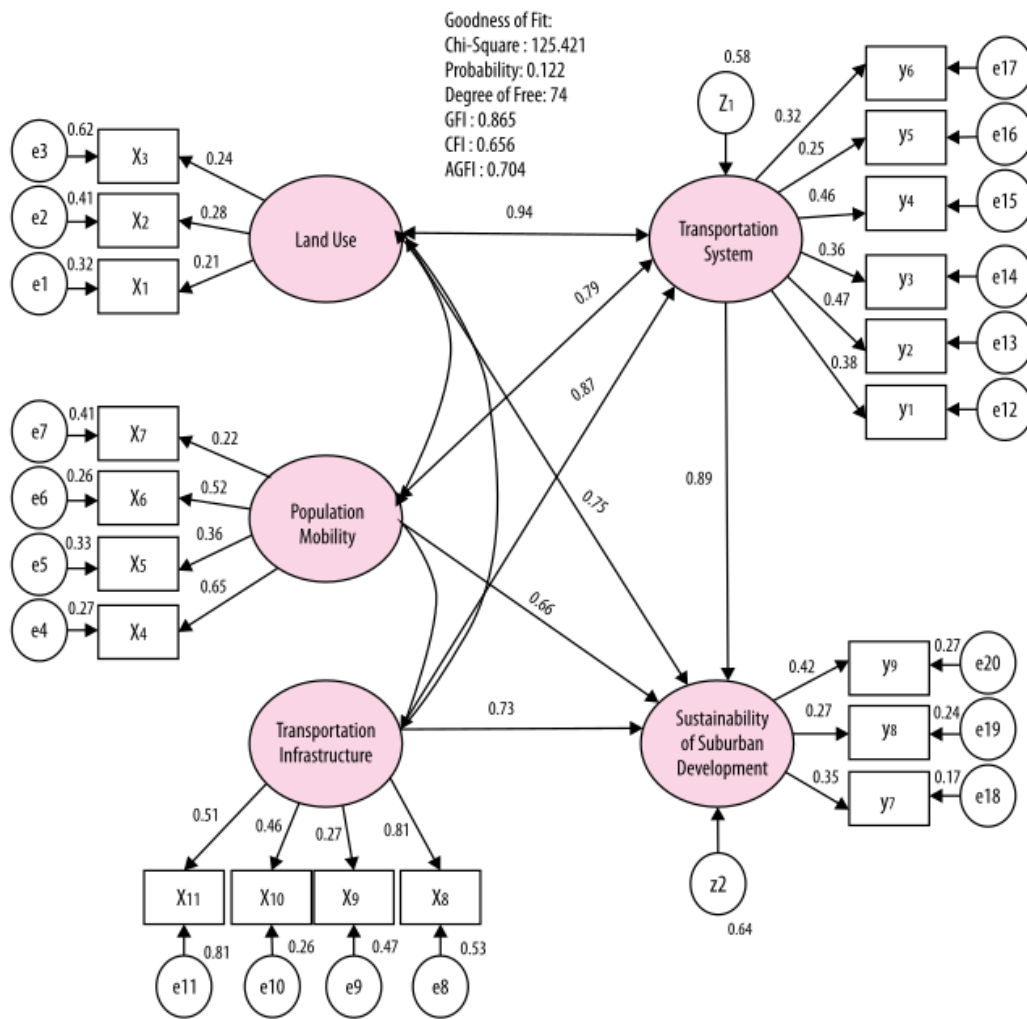 Goodness of Fit:
Chi-Square : 125.421
Probability: 0.122
Degree of Free: 74
GFI : 0.865
CFI : 0.656
AGFI : 0.704
e3
0.62
X3
0.24
e2
0.41
X2
0.28
e1
0.32
X1
0.21
Land Use
0.94
0.58
Z1
Transportation
System
0.32
y6
e17
0.25
y5
e16
0.46
y4
e15
0.36
y3
e14
0.47
y2
e13
0.38
y1
e12
0.79
0.87
0.75
0.89
0.66
0.73
e7
0.41
X7
0.22
e6
0.26
X6
0.52
e5
0.33
X5
0.36
e4
0.27
X4
0.65
Population
Mobility
Transportation
Infrastructure
0.51
0.46
0.27
0.81
X11
X10
X9
X8
0.81
0.26
0.47
0.53
e11
e10
e9
e8
Sustainability
of Suburban
Development
0.42
y9
0.27
e20
0.27
y8
0.24
e19
0.35
y7
0.17
e18
z2
0.64